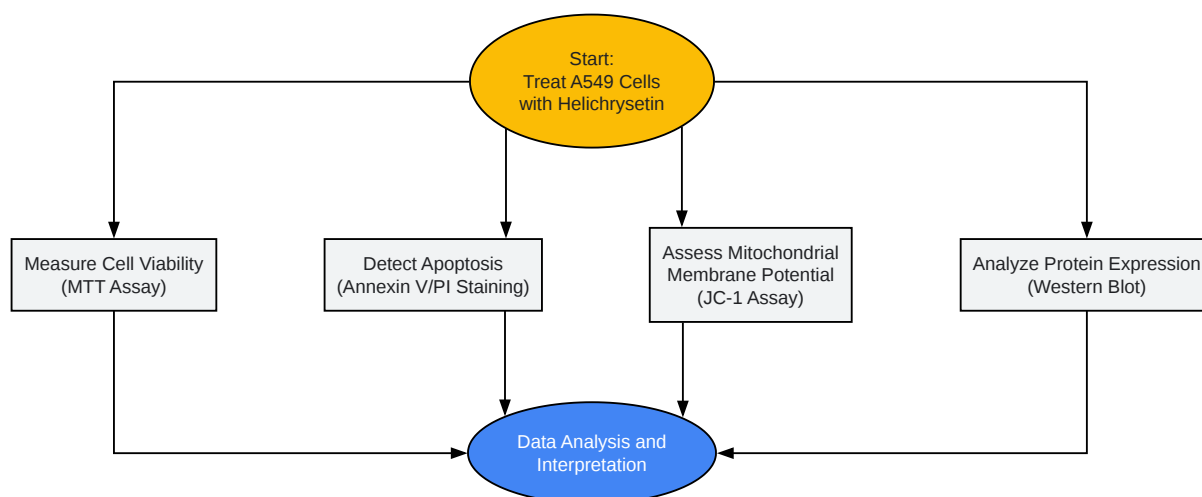 Start:
Treat A549 Cells
with Helichrysetin
Measure Cell Viability
(MTT Assay)
Detect Apoptosis
(Annexin V/PI Staining)
Assess Mitochondrial
Membrane Potential
(JC-1 Assay)
Analyze Protein Expression
(Western Blot)
Data Analysis and
Interpretation